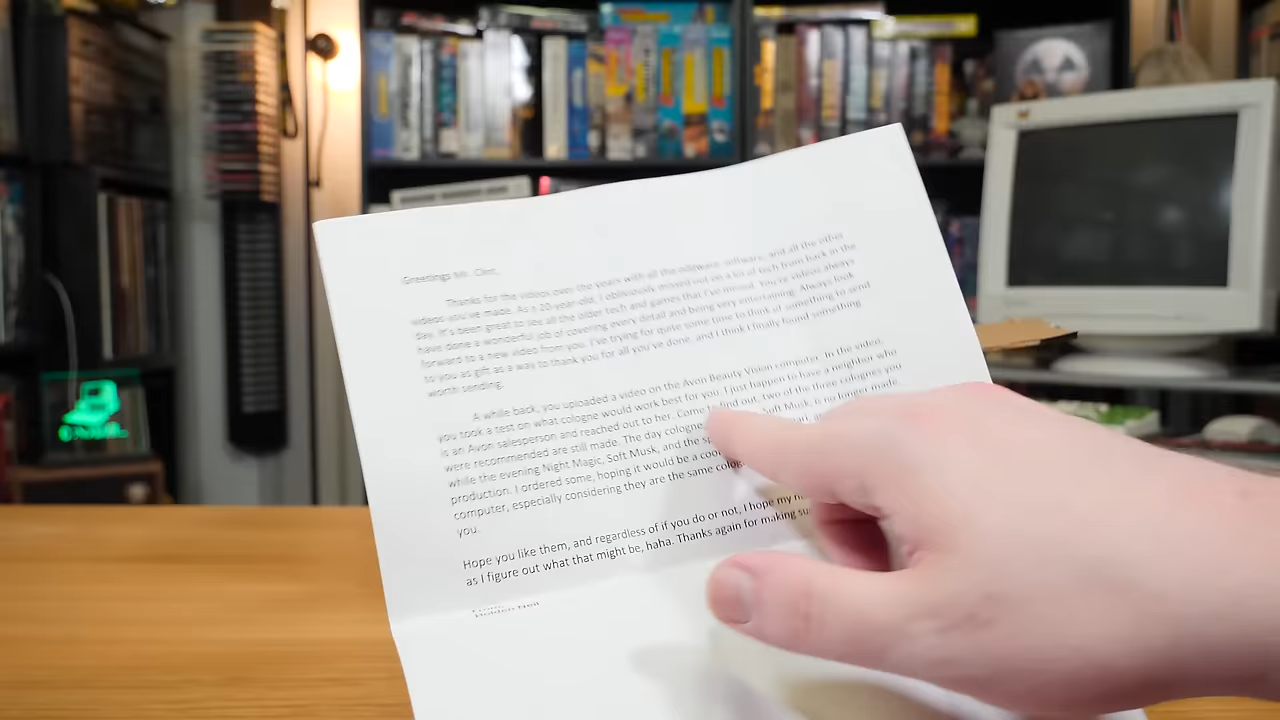 Greetings Mr. Clint,
Thanks for the videos over the years with all the oddware, software, and all the other
videos you've made. As a 20-year-old, I obliviously missed out on a lot of tech from back in the
day. It's been great to see all the older tech and games that I've missed. You're videos always
have done a wonderful job of covering every detail and being very entertaining. Always look
forward to a new video from you. I've trying for quite some time to think of something to send
to you as gift as a way to thank you for all you've done, and I think I finally found something
worth sending.
A while back, you uploaded a video on the Avon Beauty Vision computer. In the video,
you took a test on what cologne would work best for you. I just happen to have a neighbor who
is an Avon salesperson and reached out to her. Come find out, two of the three colognes you
were recommended are still made. The day cologne Soft Musk, is no longer made,
while the evening Night Magic, Soft Musk, and the
production. I ordered some, hoping it would be a
computer, especially considering they are the same
you.
Hope you like them, and regardless of if you do or not, I hope my
as I figure out what that might be, haha. Thanks again for making
From,
Holden Neil